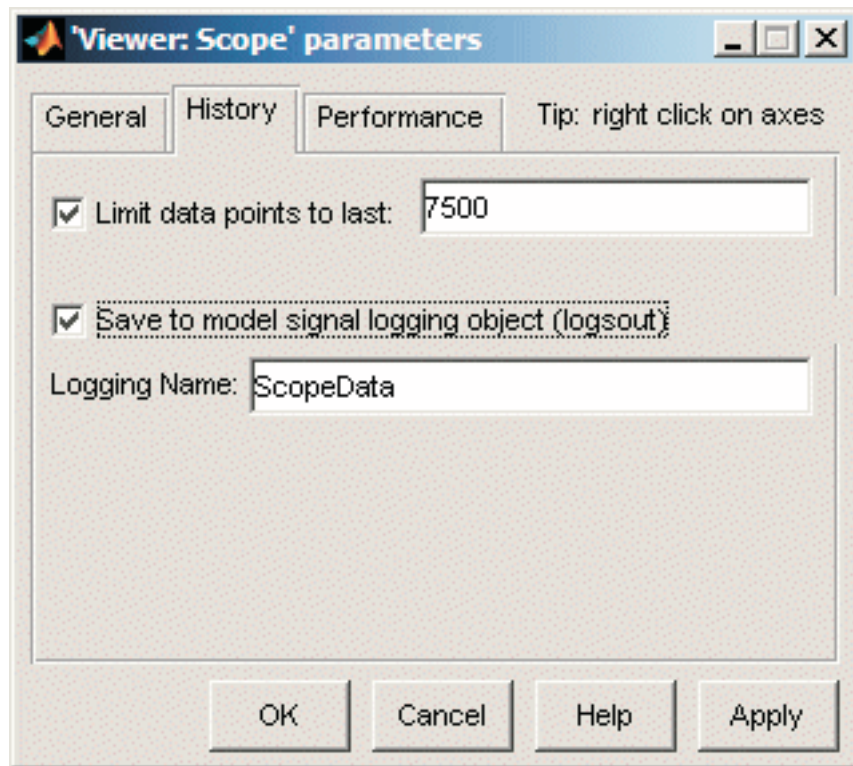 'Viewer: Scope' parameters
General History Performance Tip: right click on axes
Limit data points to last: 7500
Save to model signal logging object (logsout)
Logging Name: ScopeData
OK Cancel Help Apply